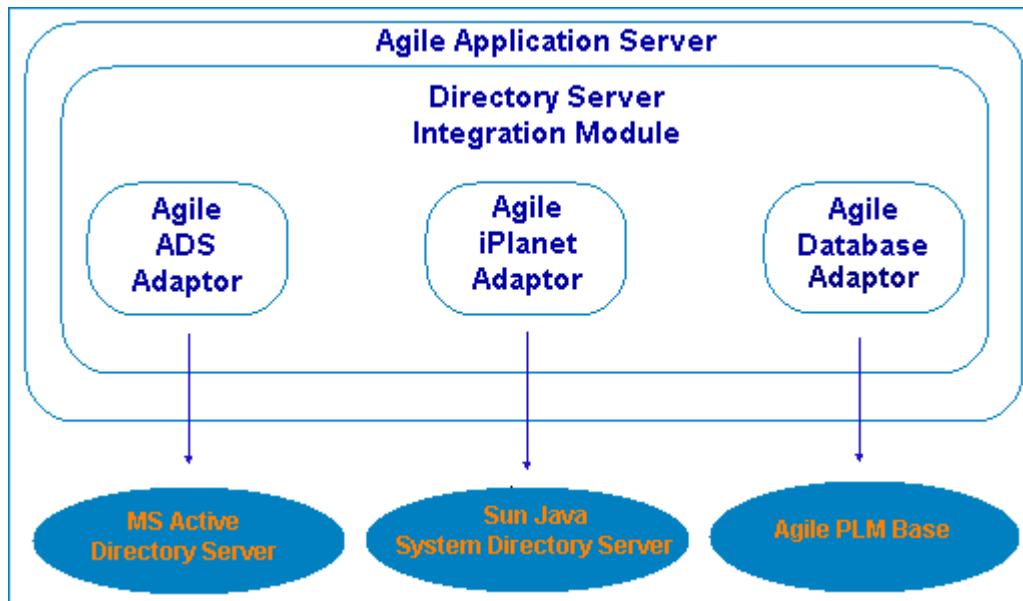 Agile Application Server
Directory Server
Integration Module
Agile
ADS
Adaptor
Agile
iPlanet
Adaptor
Agile
Database
Adaptor
MS Active
Directory Server
Sun Java
System Directory Server
Agile PLM Base